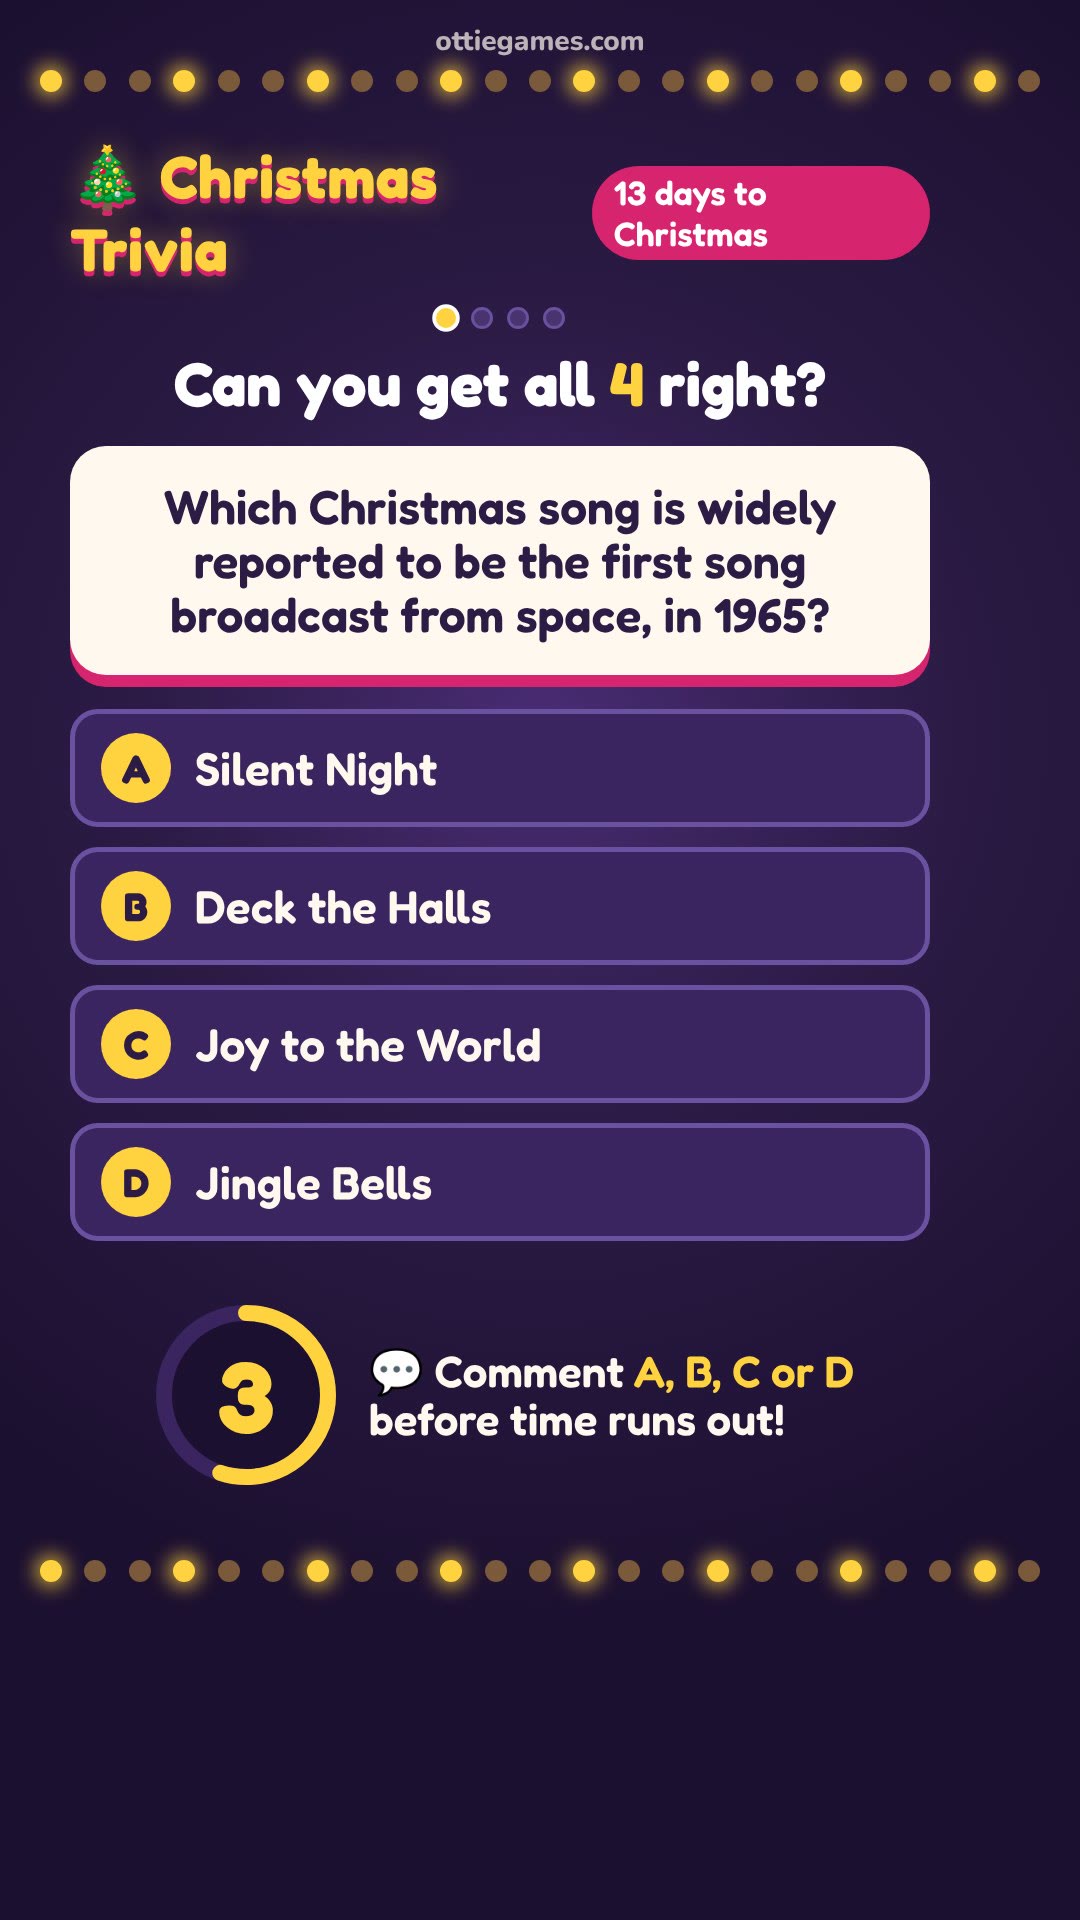 ottiegames.com
🎄 Christmas
Trivia
13 days to
Christmas
Can you get all 4 right?
Which Christmas song is widely
reported to be the first song
broadcast from space, in 1965?
A Silent Night
B Deck the Halls
C Joy to the World
D Jingle Bells
3
💬 Comment A, B, C or D
before time runs out!